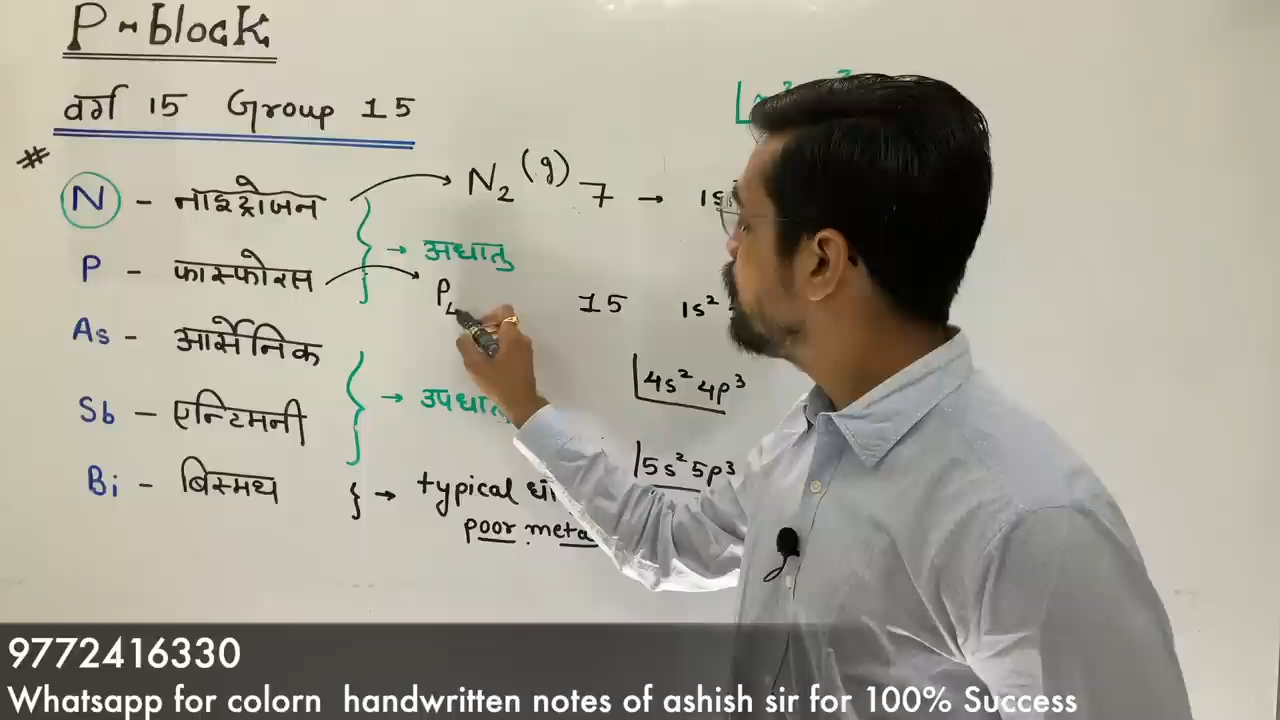 P-block
वर्ग 15 Group 15
# N - नाइट्रोजन N2 (g) 7 →
→ अधातु
P - फास्फोरस P4 15 1s2
As - आर्सेनिक
4s2 4p3
Sb - एन्टिमनी → उपधातु
5s2 5p3
Bi - बिस्मथ → typical
poor
9772416330
Whatsapp for colorn handwritten notes of ashish sir for 100% Success